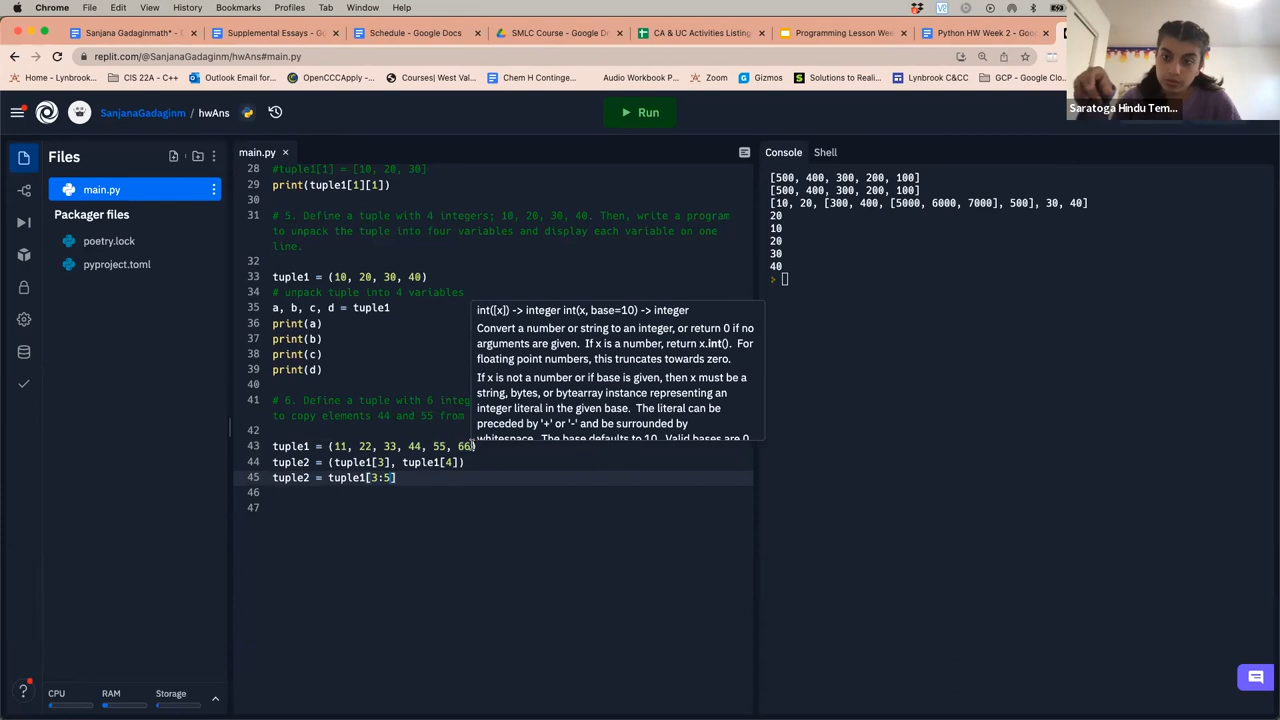 Chrome File Edit View History Bookmarks Profiles Tab Window Help
Sanjana Gadaginmath* - G
Supplemental Essays - Goo
Schedule - Google Docs
SMLC Course - Google Do
CA & UC Activities Listing
Programming Lesson Wee
Python HW Week 2 - Goog
replit.com/@SanjanaGadaginm/hwAns#main.py
Home - Lynbrook... CIS 22A - C++ Outlook Email for... OpenCCCApply - C... Courses| West Val... Chem H Continge... Audio Workbook P... Zoom Gizmos Solutions to Reali... Lynbrook C&CC GCP - Google Clo...
Saratoga Hindu Tem...
SanjanaGadaginm / hwAns
Run
Files
main.py
Packager files
poetry.lock
pyproject.toml
CPU RAM Storage
main.py
28 #tuple1[1] = [10, 20, 30]
29 print(tuple1[1][1])
30
31 # 5. Define a tuple with 4 integers; 10, 20, 30, 40. Then, write a program
to unpack the tuple into four variables and display each variable on one
line.
32
33 tuple1 = (10, 20, 30, 40)
34 # unpack tuple into 4 variables
35 a, b, c, d = tuple1
36 print(a)
37 print(b)
38 print(c)
39 print(d)
40
41 # 6. Define a tuple with 6 integ
to copy elements 44 and 55 from
42
43 tuple1 = (11, 22, 33, 44, 55, 66)
44 tuple2 = (tuple1[3], tuple1[4])
45 tuple2 = tuple1[3:5]
46
47
int([x]) -> integer int(x, base=10) -> integer
Convert a number or string to an integer, or return 0 if no
arguments are given. If x is a number, return x.int(). For
floating point numbers, this truncates towards zero.
If x is not a number or if base is given, then x must be a
string, bytes, or bytearray instance representing an
integer literal in the given base. The literal can be
preceded by '+' or '-' and be surrounded by
whitespace. The base defaults to 10. Valid bases are 0
Console Shell
[500, 400, 300, 200, 100]
[500, 400, 300, 200, 100]
[10, 20, [300, 400, [5000, 6000, 7000], 500], 30, 40]
20
10
20
30
40
>